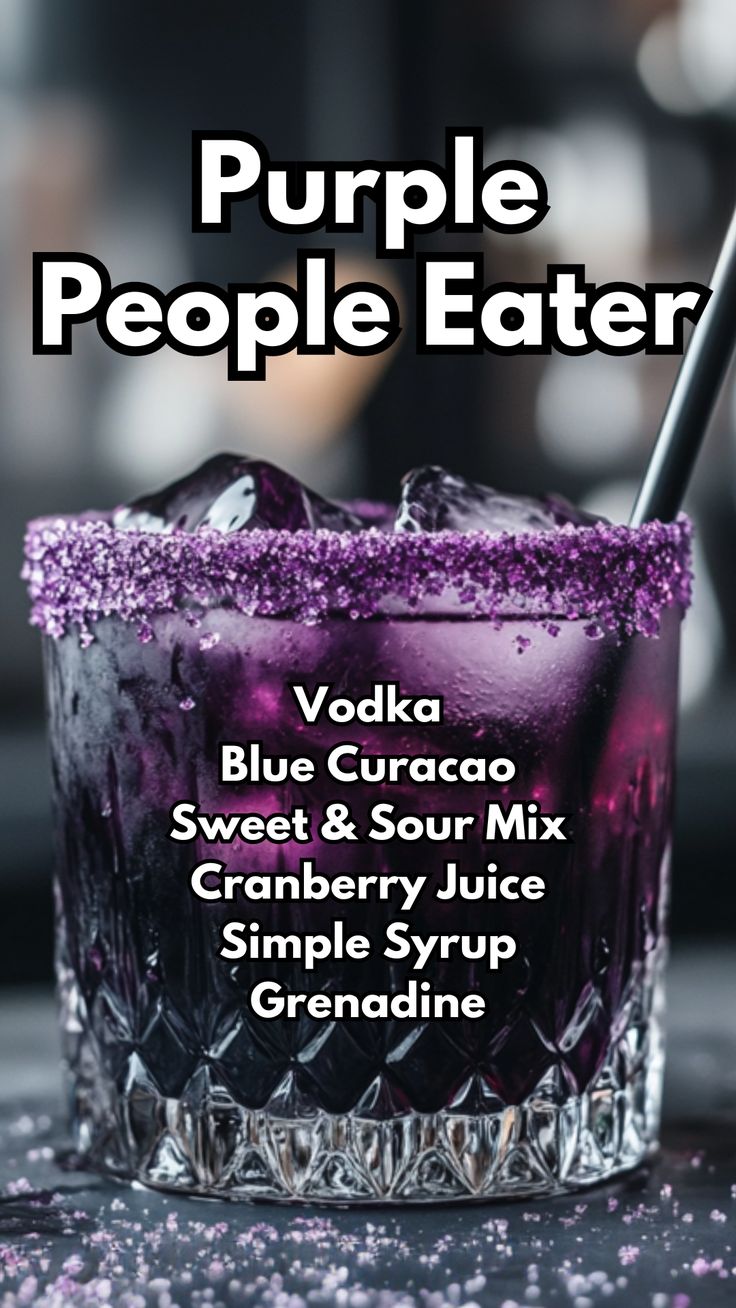 Purple
People Eater
Vodka
Blue Curacao
Sweet & Sour Mix
Cranberry Juice
Simple Syrup
Grenadine